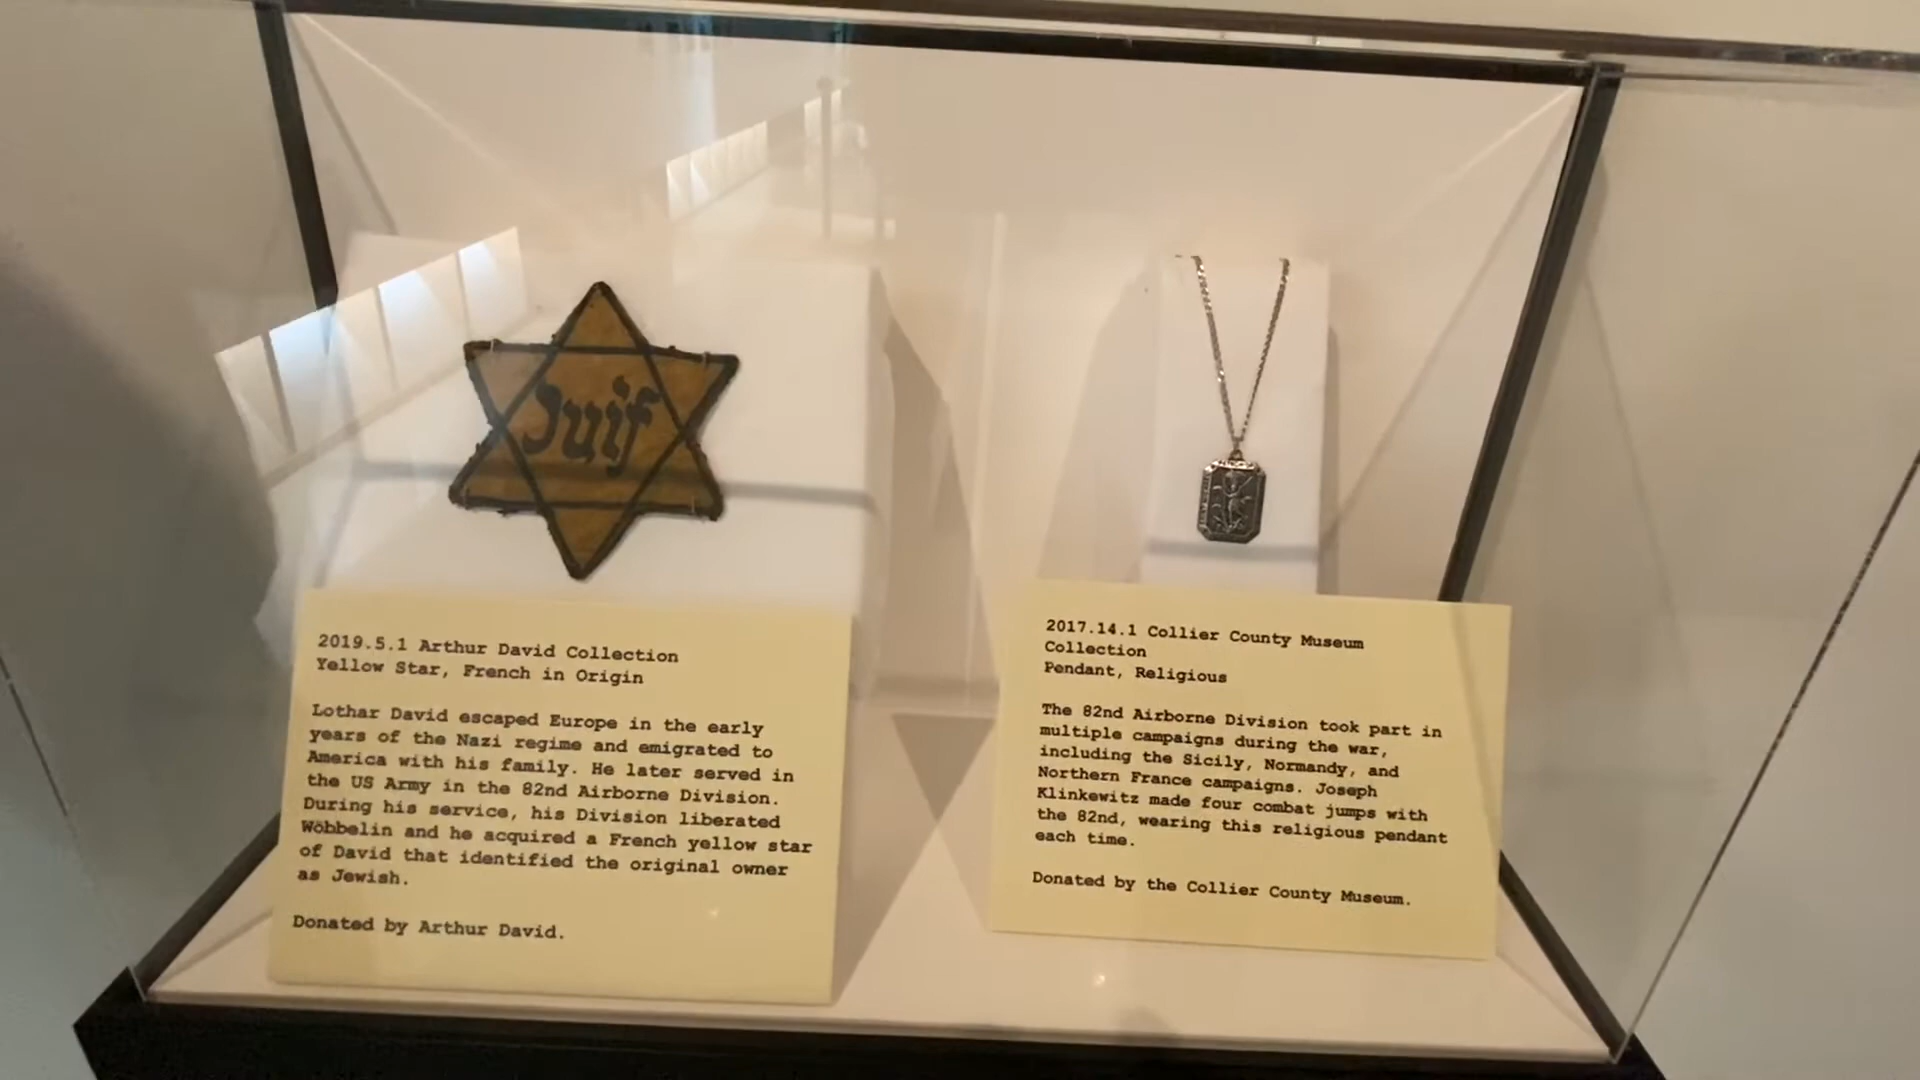 Juif
2019.5.1 Arthur David Collection
Yellow Star, French in Origin
Lothar David escaped Europe in the early
years of the Nazi regime and emigrated to
America with his family. He later served in
the US Army in the 82nd Airborne Division.
During his service, his Division liberated
Wöbbelin and he acquired a French yellow star
of David that identified the original owner
as Jewish.
Donated by Arthur David.
2017.14.1 Collier County Museum
Collection
Pendant, Religious
The 82nd Airborne Division took part in
multiple campaigns during the war,
including the Sicily, Normandy, and
Northern France campaigns. Joseph
Klinkewitz made four combat jumps with
the 82nd, wearing this religious pendant
each time.
Donated by the Collier County Museum.